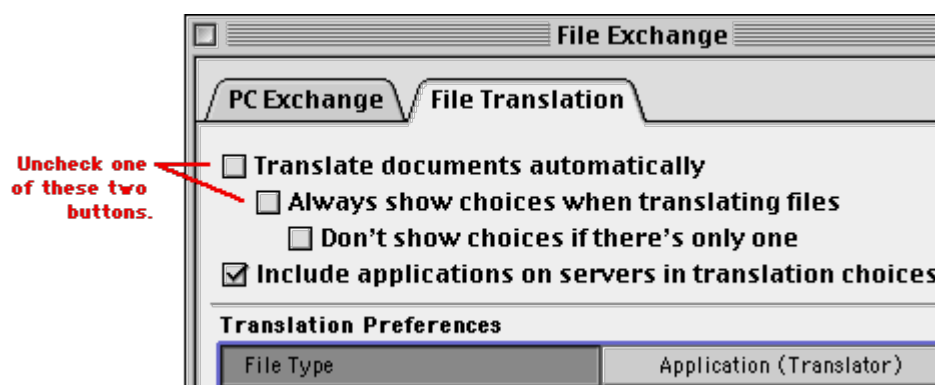 File Exchange
PC Exchange
File Translation
Uncheck one
of these two
buttons.
Translate documents automatically
Always show choices when translating files
Don't show choices if there's only one
Include applications on servers in translation choices
Translation Preferences
File Type
Application (Translator)